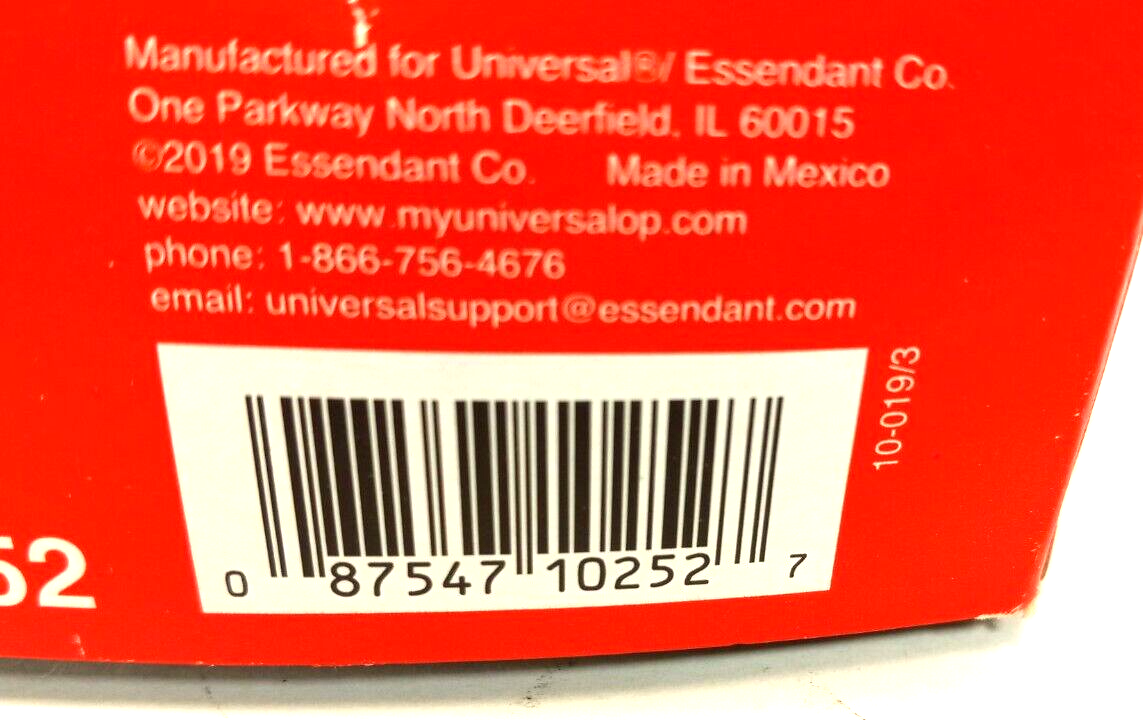 Manufactured for Universal®/ Essendant Co.
One Parkway North Deerfield, IL 60015
©2019 Essendant Co. Made in Mexico
website: www.myuniversalop.com
phone: 1-866-756-4676
email: universalsupport@essendant.com
10-019/3
52
0 87547 10252 7